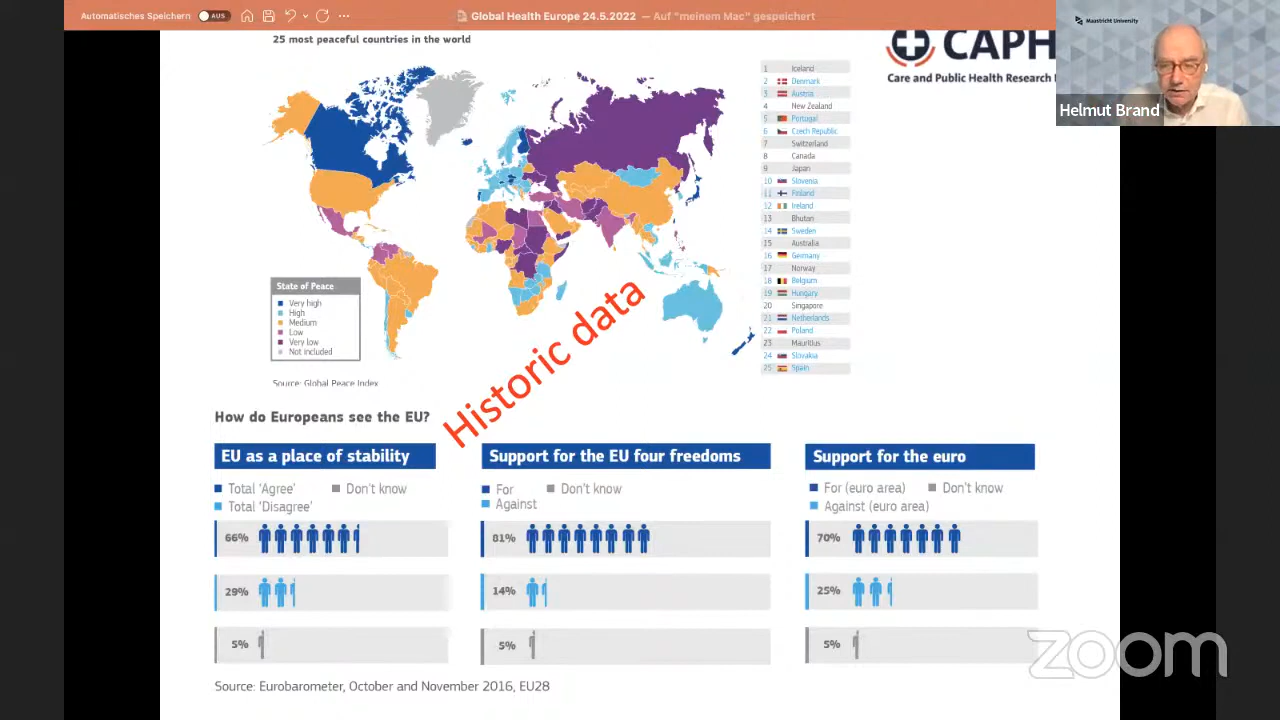 Automatisches Speichern AUS
Global Health Europe 24.5.2022 — Auf "meinem Mac" gespeichert
25 most peaceful countries in the world
CAPH
Care and Public Health Research
Maastricht University
Helmut Brand
1 Iceland
2 Denmark
3 Austria
4 New Zealand
5 Portugal
6 Czech Republic
7 Switzerland
8 Canada
9 Japan
10 Slovenia
11 Finland
12 Ireland
13 Bhutan
14 Sweden
15 Australia
16 Germany
17 Norway
18 Belgium
19 Hungary
20 Singapore
21 Netherlands
22 Poland
23 Mauritius
24 Slovakia
25 Spain
State of Peace
Very high
High
Medium
Low
Very low
Not included
Source: Global Peace Index
Historic data
How do Europeans see the EU?
EU as a place of stability
Total 'Agree' Don't know
Total 'Disagree'
66%
29%
5%
Support for the EU four freedoms
For Don't know
Against
81%
14%
5%
Support for the euro
For (euro area) Don't know
Against (euro area)
70%
25%
5%
Source: Eurobarometer, October and November 2016, EU28
zoom